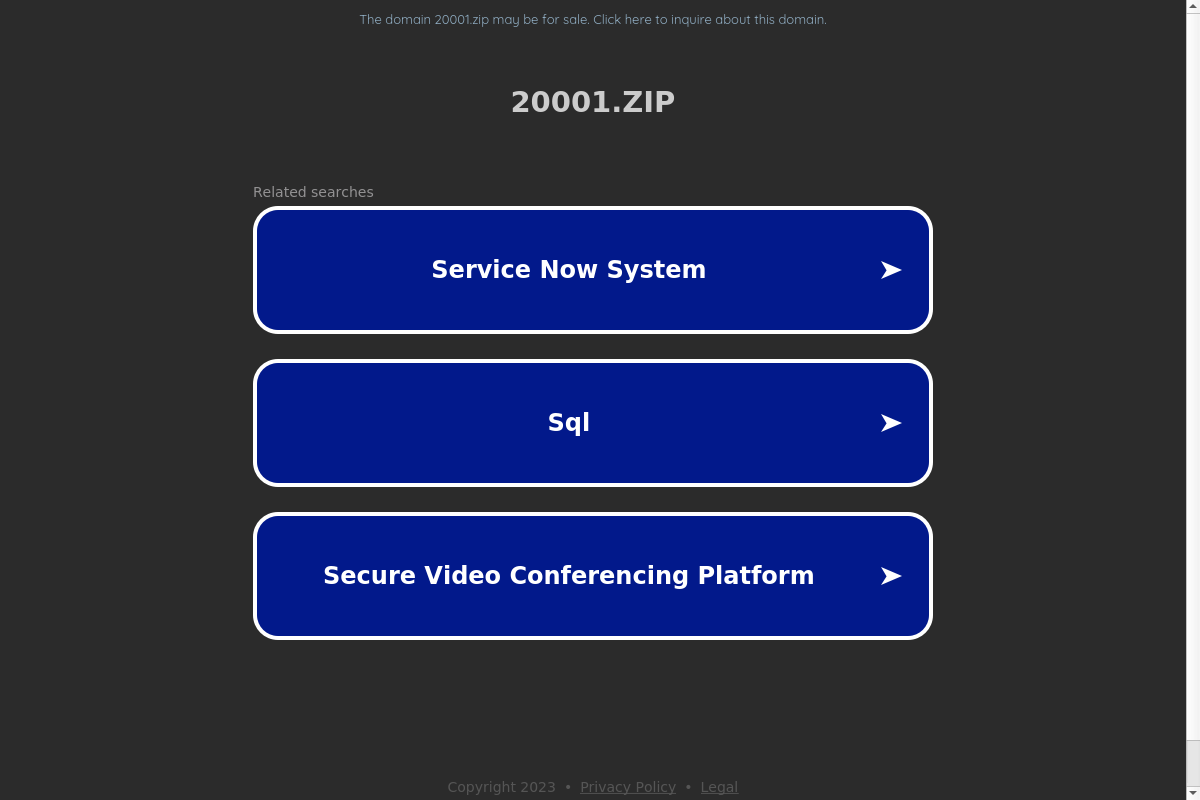 The domain 20001.zip may be for sale. Click here to inquire about this domain.
20001.ZIP
Related searches
Service Now System
Sql
Secure Video Conferencing Platform
Copyright 2023 • Privacy Policy • Legal